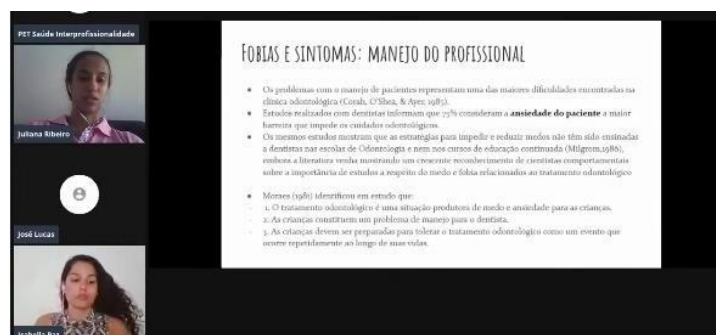 PET Saúde Interprofissionalidade
Juliana Ribeiro
José Lucas
Isabella Paz
FOBIAS E SINTOMAS: MANEJO DO PROFISSIONAL
● Os problemas com o manejo de pacientes representam uma das maiores dificuldades encontradas na
clínica odontológica (Corah, O'Shea, & Ayer, 1985).
● Estudos realizados com dentistas informam que 75% consideram a ansiedade do paciente a maior
barreira que impede os cuidados odontológicos.
● Os mesmos estudos mostram que as estratégias para impedir e reduzir medos não têm sido ensinadas
a dentistas nas escolas de Odontologia e nem nos cursos de educação continuada (Milgrom,1986),
embora a literatura venha mostrando um crescente reconhecimento de cientistas comportamentais
sobre a importância de estudos a respeito do medo e fobia relacionados ao tratamento odontológico
● Moraes (1981) identificou em estudo que:
- 1. O tratamento odontológico é uma situação produtores de medo e ansiedade para as crianças.
- 2. As crianças constituem um problema de manejo para o dentista.
- 3. As crianças devem ser preparadas para tolerar o tratamento odontológico como um evento que
ocorre repetidamente ao longo de suas vidas.